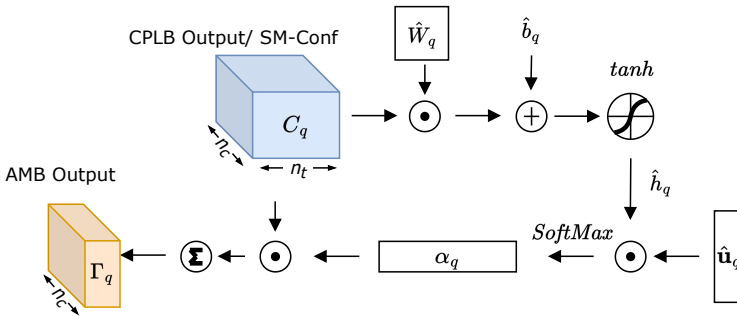 CPLB Output/ SM-Conf
Ŵ_q
b̂_q
tanh
C_q
n_c
n_t
ĥ_q
AMB Output
SoftMax
û_q
α_q
Σ
Γ_q
n_c